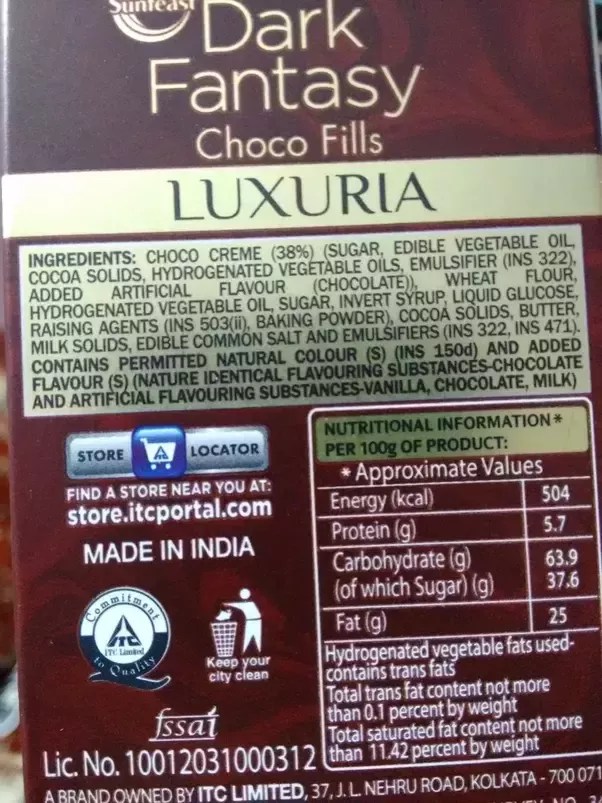 Sunfeast
Dark
Fantasy
Choco Fills
LUXURIA
INGREDIENTS: CHOCO CREME (38%) (SUGAR, EDIBLE VEGETABLE OIL,
COCOA SOLIDS, HYDROGENATED VEGETABLE OILS, EMULSIFIER (INS 322),
ADDED ARTIFICIAL FLAVOUR (CHOCOLATE)), WHEAT FLOUR,
HYDROGENATED VEGETABLE OIL, SUGAR, INVERT SYRUP, LIQUID GLUCOSE,
RAISING AGENTS (INS 503(ii), BAKING POWDER), COCOA SOLIDS, BUTTER,
MILK SOLIDS, EDIBLE COMMON SALT AND EMULSIFIERS (INS 322, INS 471).
CONTAINS PERMITTED NATURAL COLOUR (S) (INS 150d) AND ADDED
FLAVOUR (S) (NATURE IDENTICAL FLAVOURING SUBSTANCES-CHOCOLATE
AND ARTIFICIAL FLAVOURING SUBSTANCES-VANILLA, CHOCOLATE, MILK)
STORE LOCATOR
FIND A STORE NEAR YOU AT:
store.itcportal.com
MADE IN INDIA
Commitment
ITC Limited
to Quality
Keep your
city clean
fssai
Lic. No. 10012031000312
NUTRITIONAL INFORMATION*
PER 100g OF PRODUCT:
*Approximate Values
Energy (kcal) 504
Protein (g) 5.7
Carbohydrate (g) 63.9
(of which Sugar) (g) 37.6
Fat (g) 25
Hydrogenated vegetable fats used-
contains trans fats
Total trans fat content not more
than 0.1 percent by weight
Total saturated fat content not more
than 11.42 percent by weight
A BRAND OWNED BY ITC LIMITED, 37, J.L. NEHRU ROAD, KOLKATA - 700 071